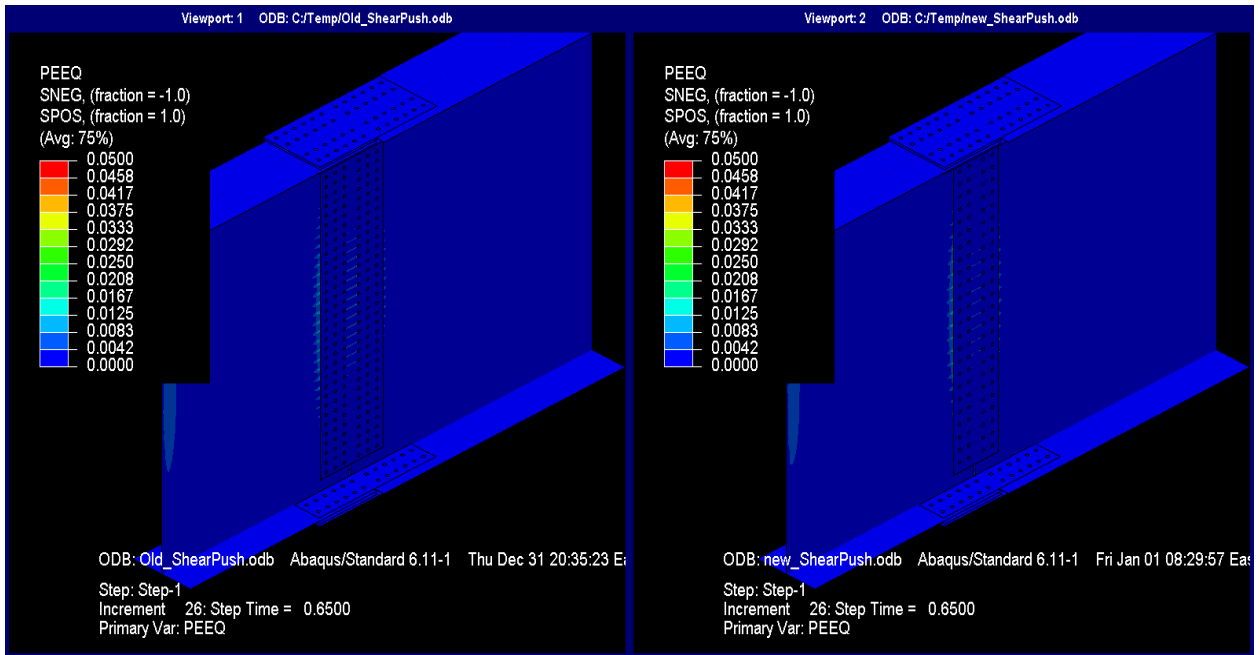 Viewport: 1 ODB: C:/Temp/Old_ShearPush.odb
PEEQ
SNEG, (fraction = -1.0)
SPOS, (fraction = 1.0)
(Avg: 75%)
0.0500
0.0458
0.0417
0.0375
0.0333
0.0292
0.0250
0.0208
0.0167
0.0125
0.0083
0.0042
0.0000
ODB: Old_ShearPush.odb Abaqus/Standard 6.11-1 Thu Dec 31 20:35:23 Ea
Step: Step-1
Increment 26: Step Time = 0.6500
Primary Var: PEEQ
Viewport: 2 ODB: C:/Temp/new_ShearPush.odb
PEEQ
SNEG, (fraction = -1.0)
SPOS, (fraction = 1.0)
(Avg: 75%)
0.0500
0.0458
0.0417
0.0375
0.0333
0.0292
0.0250
0.0208
0.0167
0.0125
0.0083
0.0042
0.0000
ODB: new_ShearPush.odb Abaqus/Standard 6.11-1 Fri Jan 01 08:29:57 Eas
Step: Step-1
Increment 26: Step Time = 0.6500
Primary Var: PEEQ